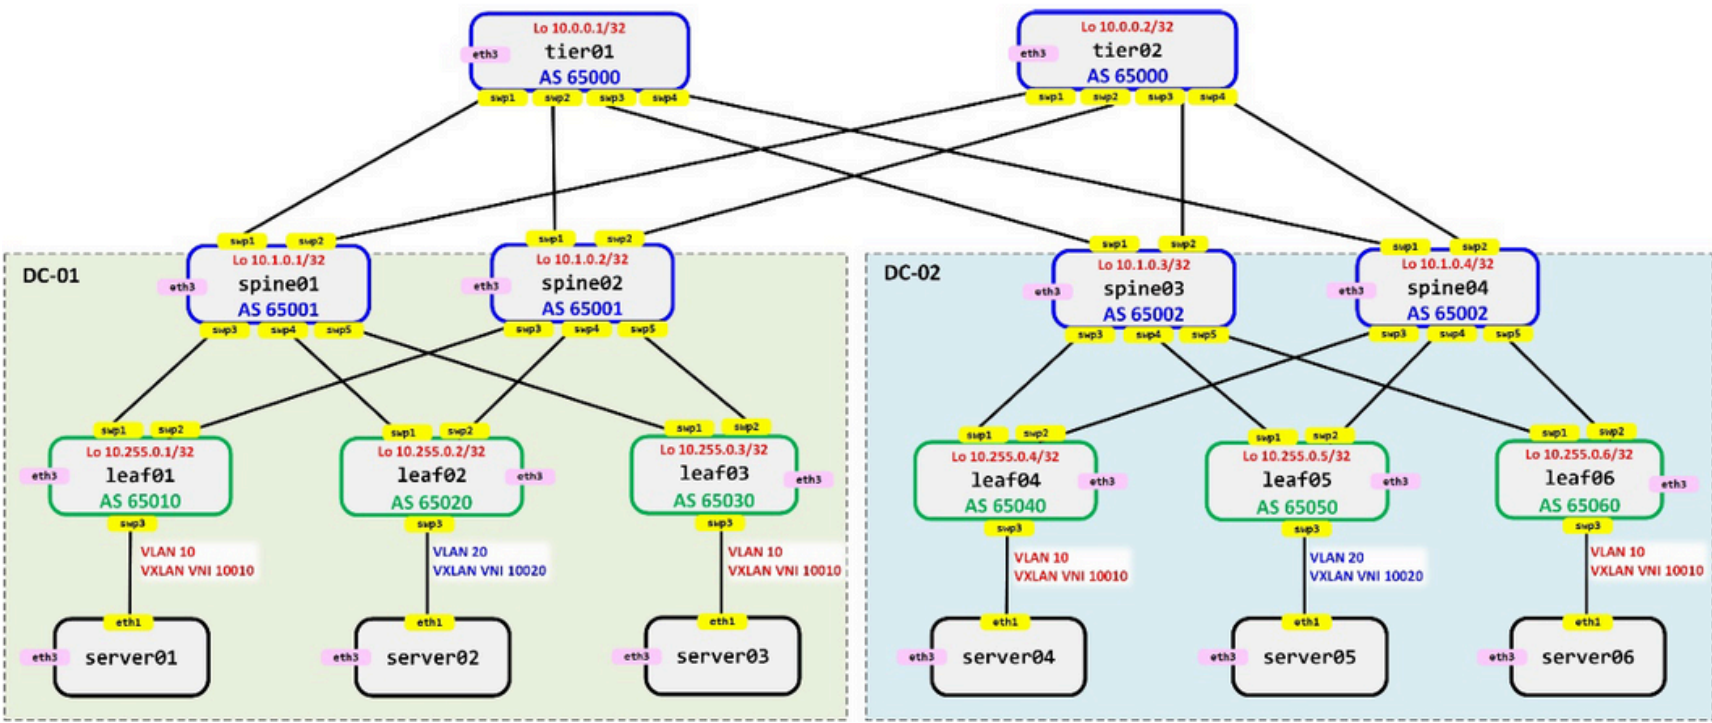 Lo 10.0.0.1/32
eth3
tier01
AS 65000
swp1 swp2 swp3 swp4
Lo 10.0.0.2/32
eth3
tier02
AS 65000
swp1 swp2 swp3 swp4
DC-01
swp1 swp2
Lo 10.1.0.1/32
eth3
spine01
AS 65001
swp3 swp4 swp5
swp1 swp2
Lo 10.1.0.2/32
eth3
spine02
AS 65001
swp3 swp4 swp5
swp1 swp2
Lo 10.255.0.1/32
eth3
leaf01
AS 65010
swp3
VLAN 10
VXLAN VNI 10010
swp1 swp2
Lo 10.255.0.2/32
leaf02
eth3
AS 65020
swp3
VLAN 20
VXLAN VNI 10020
swp1 swp2
Lo 10.255.0.3/32
leaf03
eth3
AS 65030
swp3
VLAN 10
VXLAN VNI 10010
eth1
eth3
server01
eth1
eth3
server02
eth1
eth3
server03
DC-02
swp1 swp2
Lo 10.1.0.3/32
eth3
spine03
AS 65002
swp3 swp4 swp5
swp1 swp2
Lo 10.1.0.4/32
eth3
spine04
AS 65002
swp3 swp4 swp5
swp1 swp2
Lo 10.255.0.4/32
leaf04
eth3
AS 65040
swp3
VLAN 10
VXLAN VNI 10010
swp1 swp2
Lo 10.255.0.5/32
leaf05
eth3
AS 65050
swp3
VLAN 20
VXLAN VNI 10020
swp1 swp2
Lo 10.255.0.6/32
leaf06
eth3
AS 65060
swp3
VLAN 10
VXLAN VNI 10010
eth1
eth3
server04
eth1
eth3
server05
eth1
eth3
server06